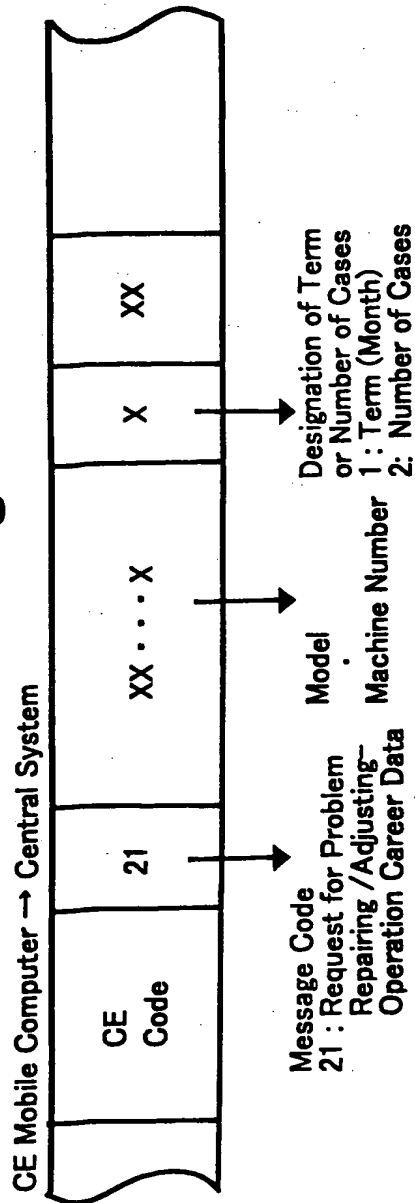 CE Mobile Computer → Central System
CE
Code
21
XX · · · X
X
XX
Message Code
21 : Request for Problem
Repairing /Adjusting-
Operation Career Data
Model
·
Machine Number
Designation of Term
or Number of Cases
1 : Term (Month)
2: Number of Cases